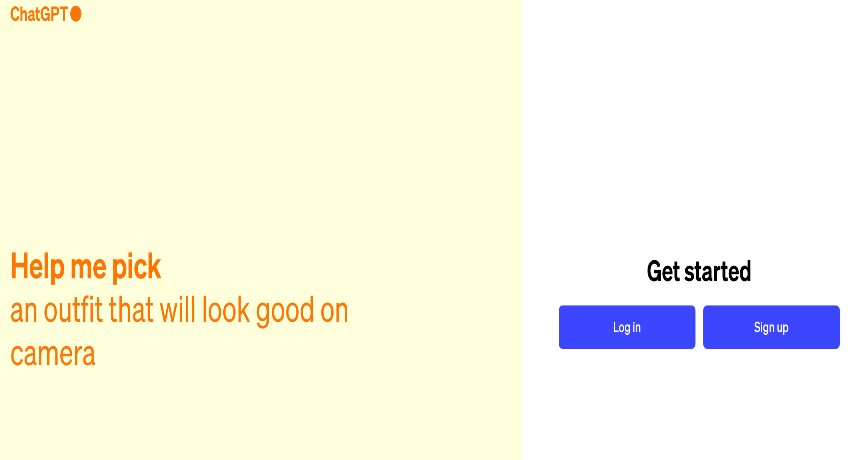 ChatGPT
Help me pick
an outfit that will look good on
camera
Get started
Log in
Sign up